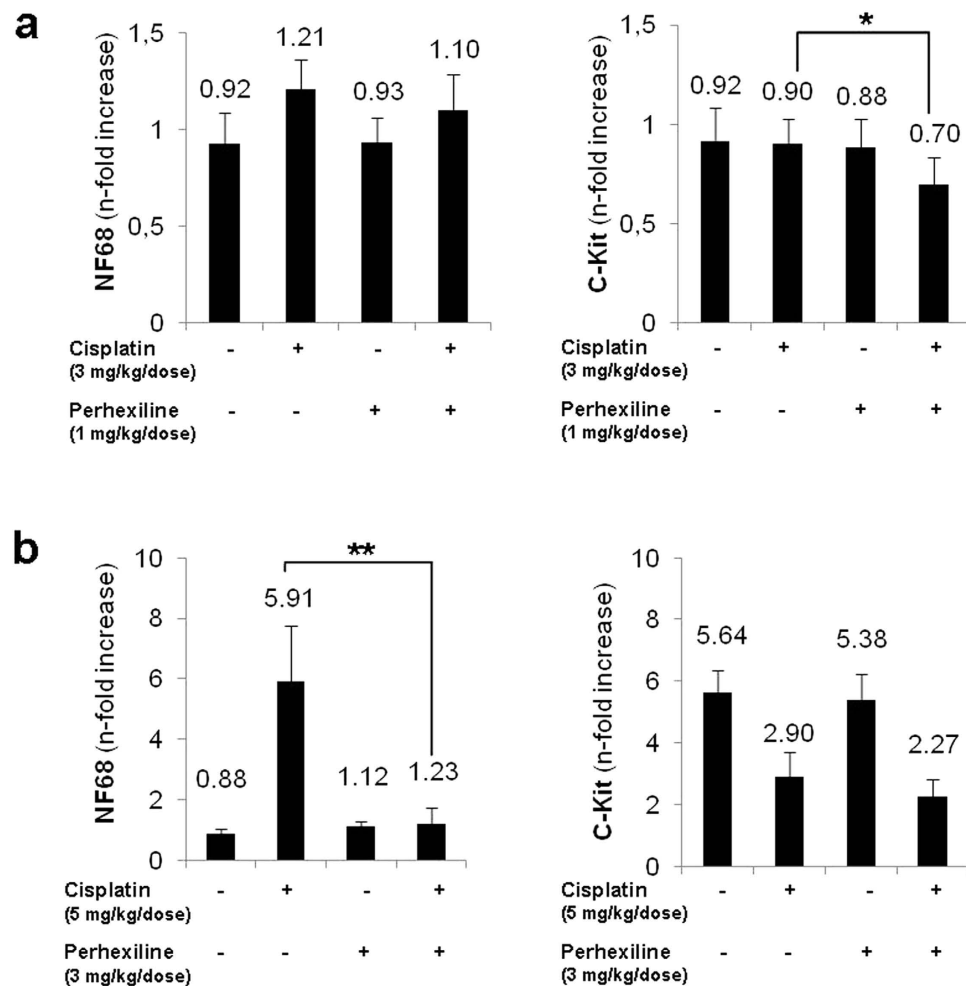 a
NF68 (n-fold increase)
1,5
1
0,5
0
0.92
1.21
0.93
1.10
Cisplatin - + - +
(3 mg/kg/dose)
Perhexiline - - + +
(1 mg/kg/dose)
C-Kit (n-fold increase)
1,5
1
0,5
0
*
0.92
0.90
0.88
0.70
Cisplatin - + - +
(3 mg/kg/dose)
Perhexiline - - + +
(1 mg/kg/dose)
b
NF68 (n-fold increase)
10
8
6
4
2
0
**
0.88
5.91
1.12
1.23
Cisplatin - + - +
(5 mg/kg/dose)
Perhexiline - - + +
(3 mg/kg/dose)
C-Kit (n-fold increase)
10
8
6
4
2
0
5.64
2.90
5.38
2.27
Cisplatin - + - +
(5 mg/kg/dose)
Perhexiline - - + +
(3 mg/kg/dose)